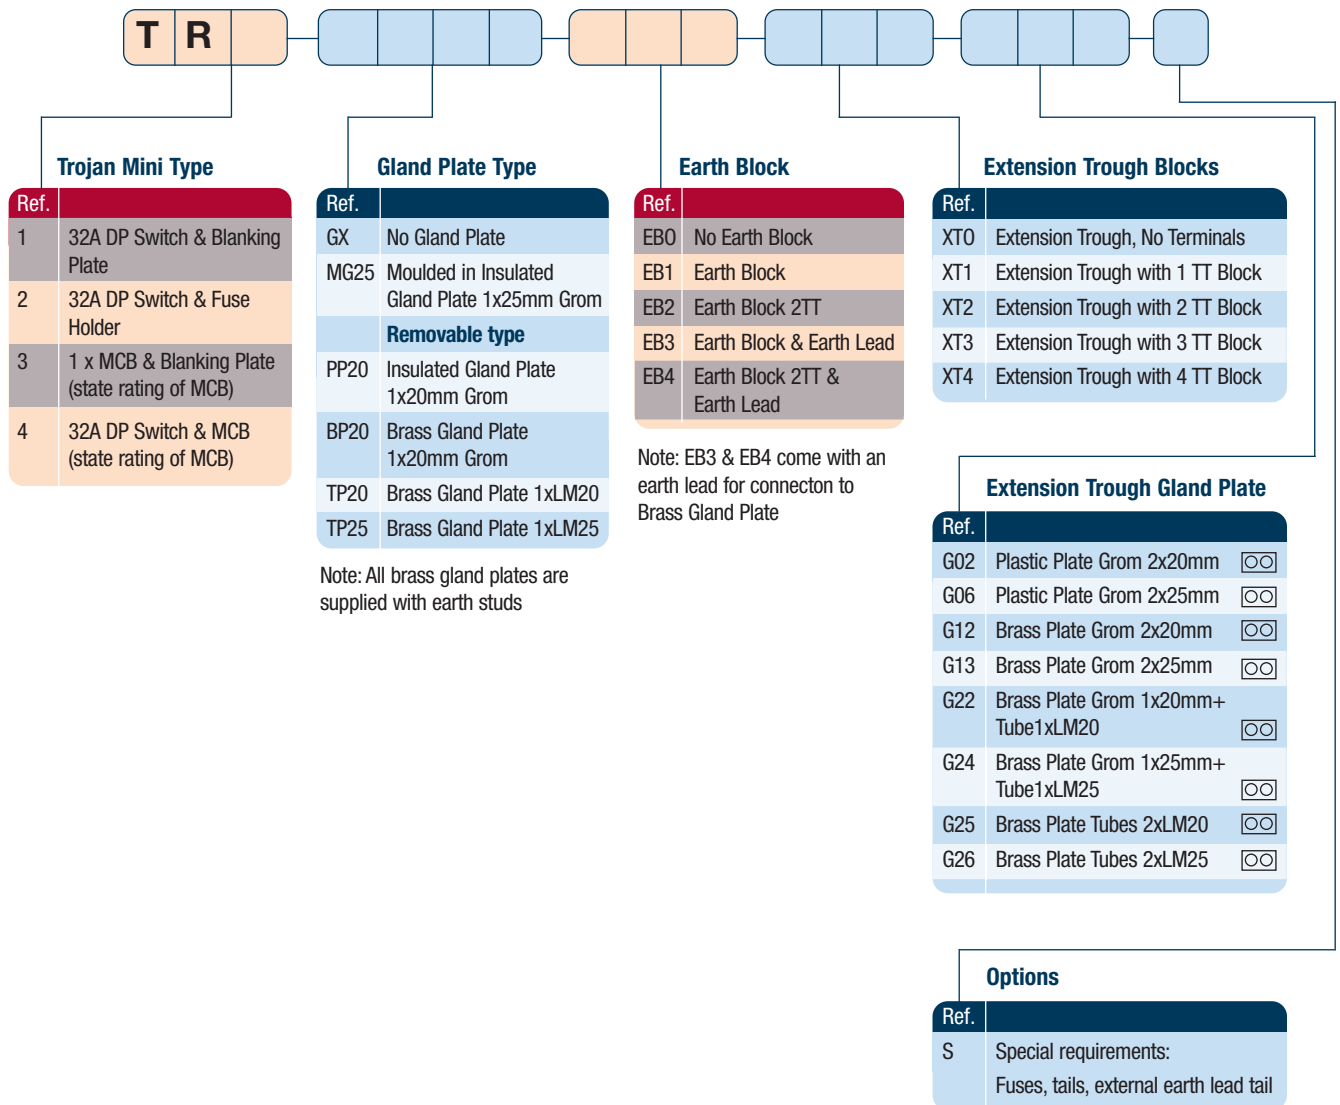 T R
Trojan Mini Type
Ref.
1 32A DP Switch & Blanking
Plate
2 32A DP Switch & Fuse
Holder
3 1 x MCB & Blanking Plate
(state rating of MCB)
4 32A DP Switch & MCB
(state rating of MCB)
Gland Plate Type
Ref.
GX No Gland Plate
MG25 Moulded in Insulated
Gland Plate 1x25mm Grom
Removable type
PP20 Insulated Gland Plate
1x20mm Grom
BP20 Brass Gland Plate
1x20mm Grom
TP20 Brass Gland Plate 1xLM20
TP25 Brass Gland Plate 1xLM25
Note: All brass gland plates are
supplied with earth studs
Earth Block
Ref.
EB0 No Earth Block
EB1 Earth Block
EB2 Earth Block 2TT
EB3 Earth Block & Earth Lead
EB4 Earth Block 2TT &
Earth Lead
Note: EB3 & EB4 come with an
earth lead for connecton to
Brass Gland Plate
Extension Trough Blocks
Ref.
XT0 Extension Trough, No Terminals
XT1 Extension Trough with 1 TT Block
XT2 Extension Trough with 2 TT Block
XT3 Extension Trough with 3 TT Block
XT4 Extension Trough with 4 TT Block
Extension Trough Gland Plate
Ref.
G02 Plastic Plate Grom 2x20mm
G06 Plastic Plate Grom 2x25mm
G12 Brass Plate Grom 2x20mm
G13 Brass Plate Grom 2x25mm
G22 Brass Plate Grom 1x20mm+
Tube1xLM20
G24 Brass Plate Grom 1x25mm+
Tube1xLM25
G25 Brass Plate Tubes 2xLM20
G26 Brass Plate Tubes 2xLM25
Options
Ref.
S Special requirements:
Fuses, tails, external earth lead tail